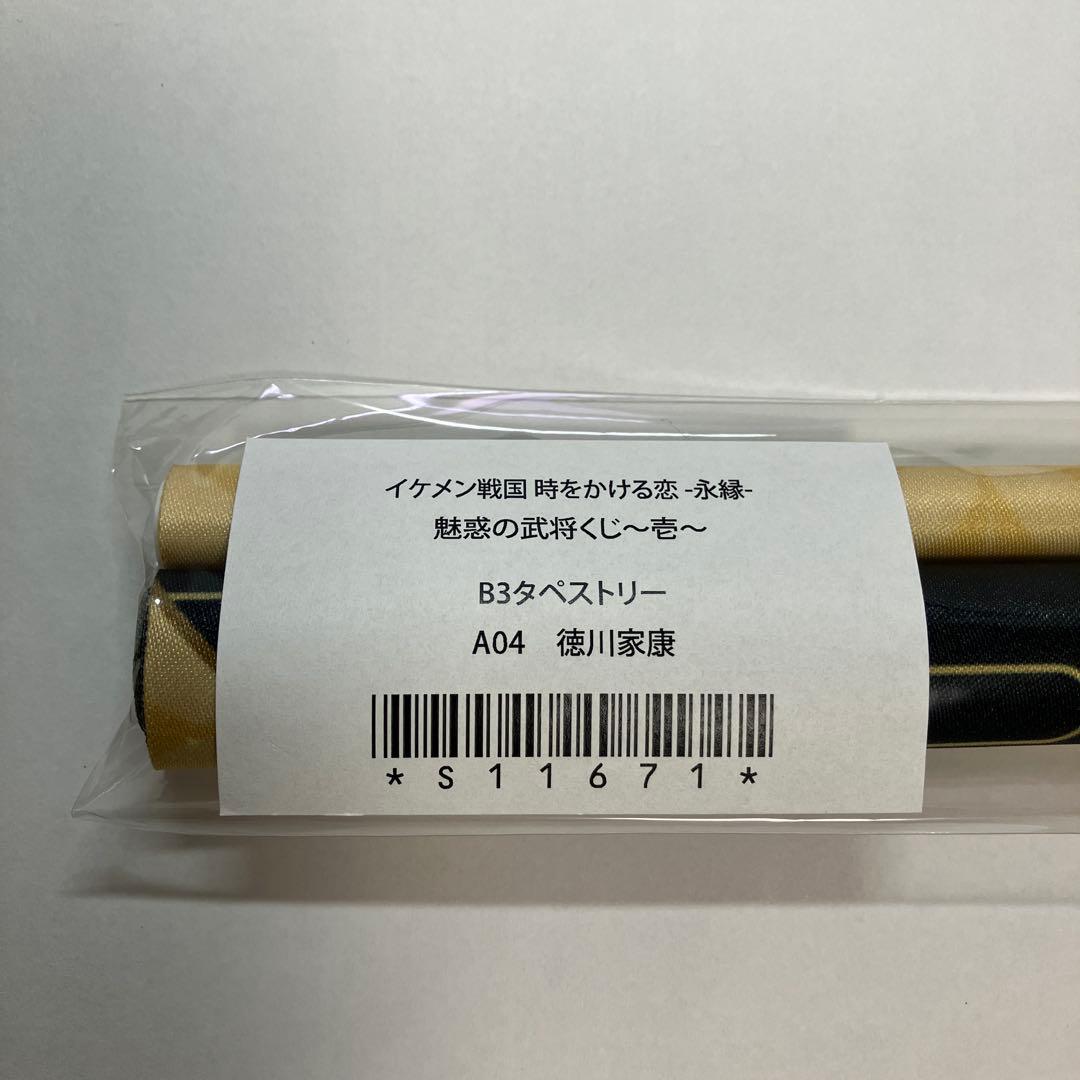 イケメン戦国 時をかける恋 -永縁-
魅惑の武将くじ～壱～
B3タペストリー
A04　徳川家康
*S11671*